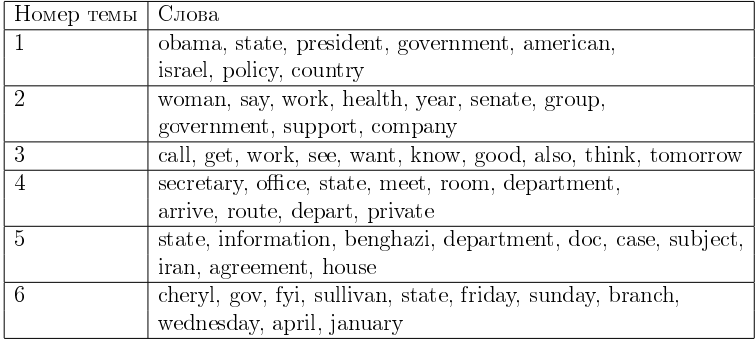 Номер темы Слова
1 obama, state, president, government, american,
israel, policy, country
2 woman, say, work, health, year, senate, group,
government, support, company
3 call, get, work, see, want, know, good, also, think, tomorrow
4 secretary, office, state, meet, room, department,
arrive, route, depart, private
5 state, information, benghazi, department, doc, case, subject,
iran, agreement, house
6 cheryl, gov, fyi, sullivan, state, friday, sunday, branch,
wednesday, april, january